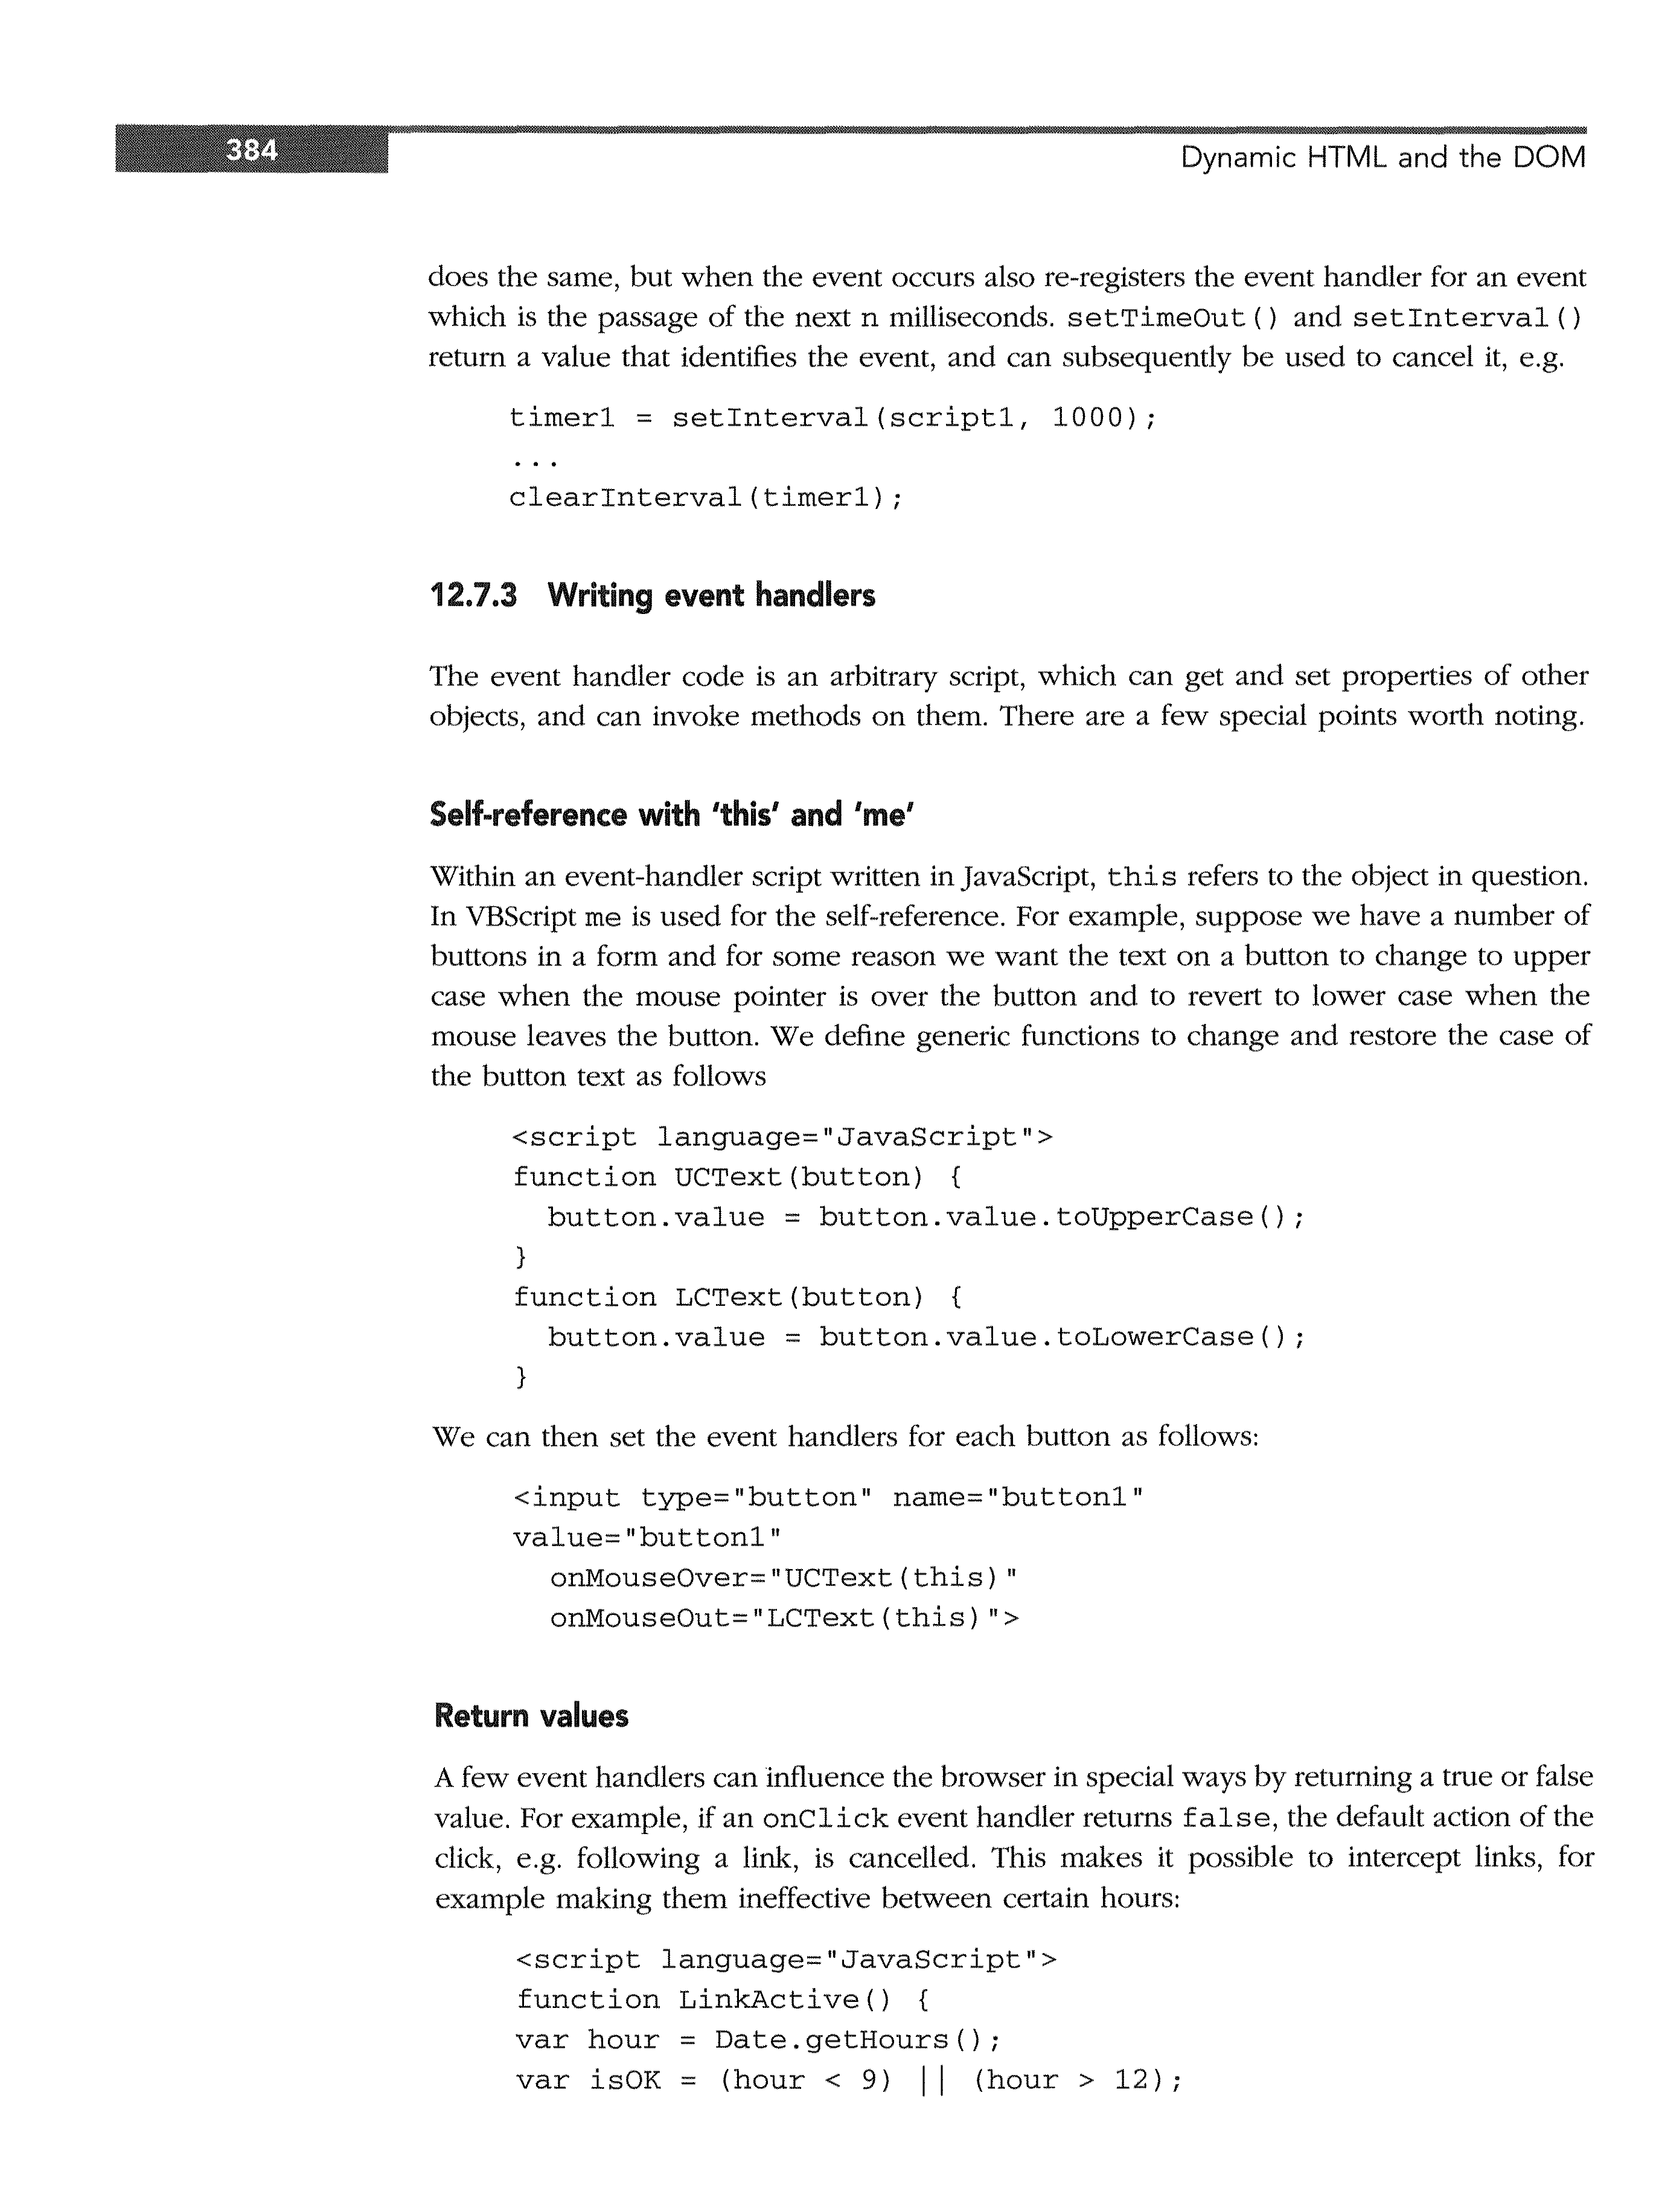 384
Dynamic HTML and the DOM
does the same, but when the event occurs also re-registers the event handler for an event
which is the passage of the next n milliseconds. setTimeOut() and setInterval()
return a value that identifies the event, and can subsequently be used to cancel it, e.g.
timer1 = setInterval(script1, 1000);
...
clearInterval(timer1);
12.7.3 Writing event handlers
The event handler code is an arbitrary script, which can get and set properties of other
objects, and can invoke methods on them. There are a few special points worth noting.
Self-reference with 'this' and 'me'
Within an event-handler script written in JavaScript, this refers to the object in question.
In VBScript me is used for the self-reference. For example, suppose we have a number of
buttons in a form and for some reason we want the text on a button to change to upper
case when the mouse pointer is over the button and to revert to lower case when the
mouse leaves the button. We define generic functions to change and restore the case of
the button text as follows
<script language="JavaScript">
function UCText(button) {
  button.value = button.value.toUpperCase();
}
function LCText(button) {
  button.value = button.value.toLowerCase();
}
We can then set the event handlers for each button as follows:
<input type="button" name="button1"
value="button1"
  onMouseOver="UCText(this)"
  onMouseOut="LCText(this)">
Return values
A few event handlers can influence the browser in special ways by returning a true or false
value. For example, if an onClick event handler returns false, the default action of the
click, e.g. following a link, is cancelled. This makes it possible to intercept links, for
example making them ineffective between certain hours:
<script language="JavaScript">
function LinkActive() {
var hour = Date.getHours();
var isOK = (hour < 9) || (hour > 12);